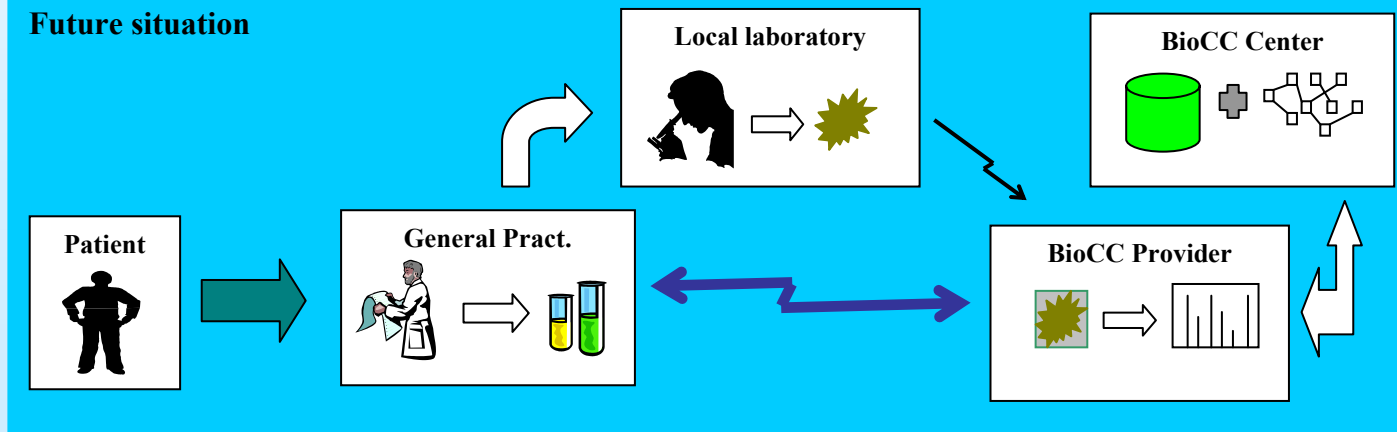 Future situation
Local laboratory
BioCC Center
Patient
General Pract.
BioCC Provider